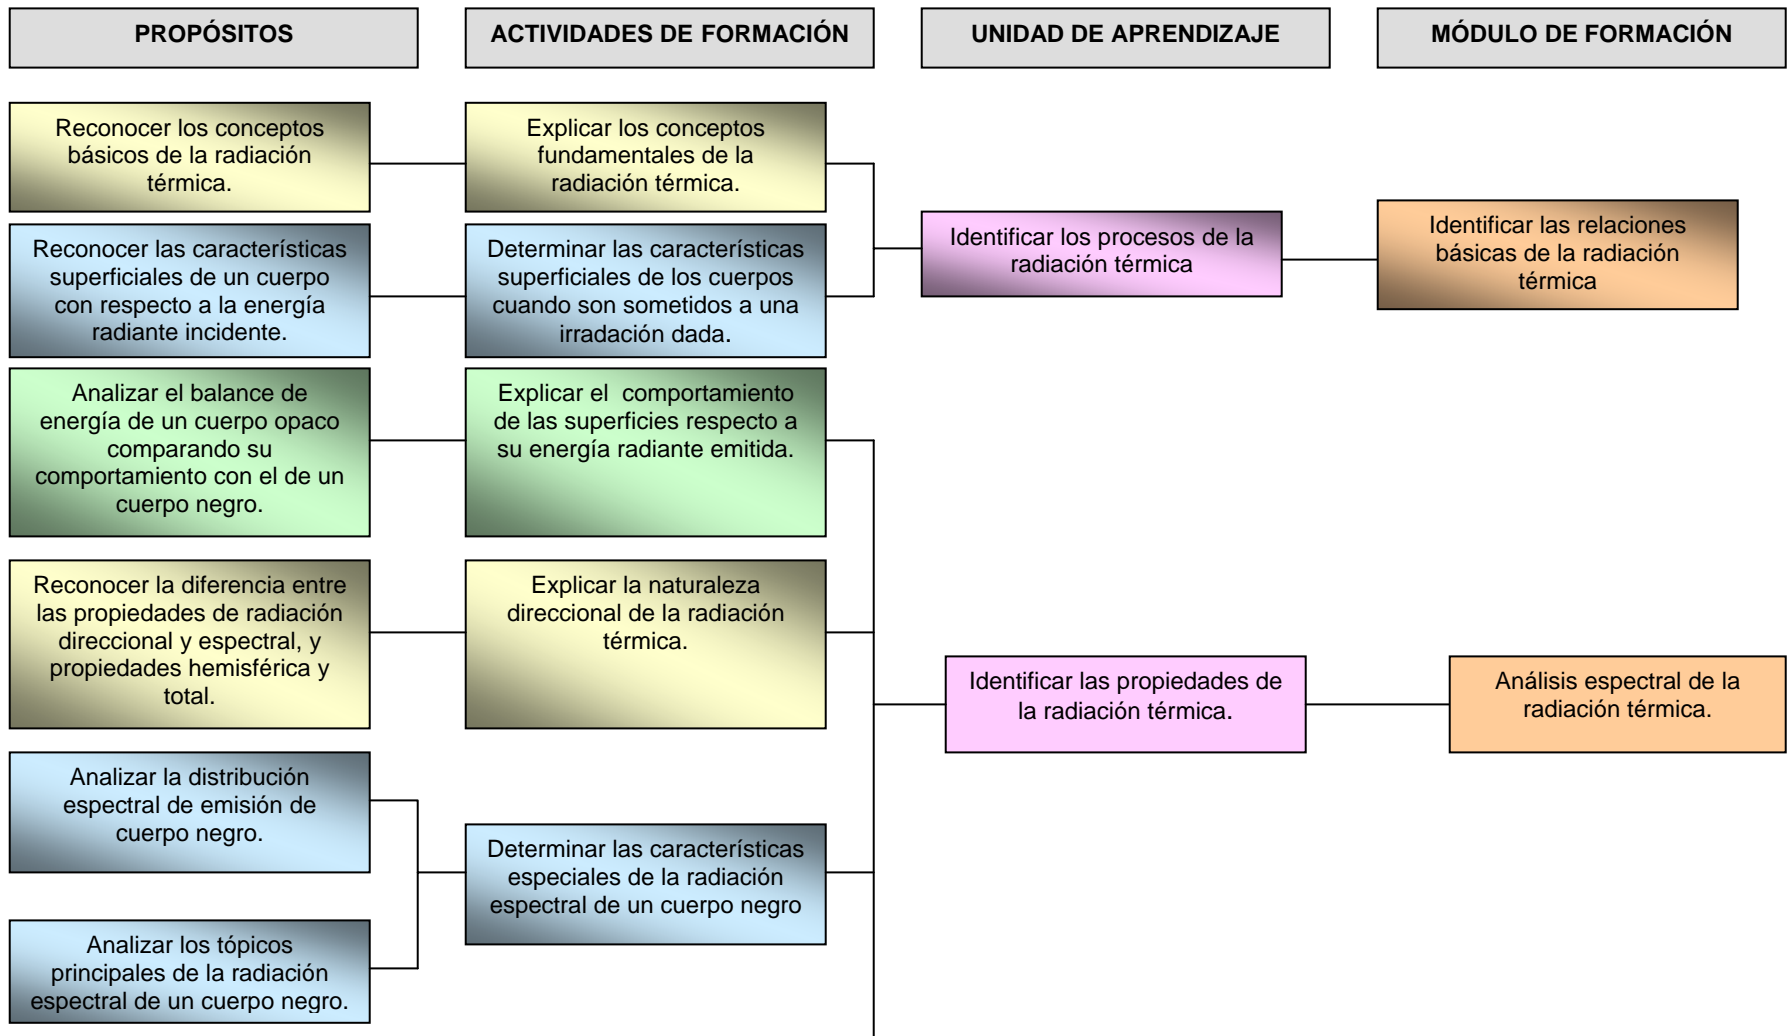 PROPÓSITOS
ACTIVIDADES DE FORMACIÓN
UNIDAD DE APRENDIZAJE
MÓDULO DE FORMACIÓN
Reconocer los conceptos
básicos de la radiación
térmica.
Explicar los conceptos
fundamentales de la
radiación térmica.
Identificar los procesos de la
radiación térmica
Identificar las relaciones
básicas de la radiación
térmica
Reconocer las características
superficiales de un cuerpo
con respecto a la energía
radiante incidente.
Determinar las características
superficiales de los cuerpos
cuando son sometidos a una
irradación dada.
Analizar el balance de
energía de un cuerpo opaco
comparando su
comportamiento con el de un
cuerpo negro.
Explicar el comportamiento
de las superficies respecto a
su energía radiante emitida.
Reconocer la diferencia entre
las propiedades de radiación
direccional y espectral, y
propiedades hemisférica y
total.
Explicar la naturaleza
direccional de la radiación
térmica.
Identificar las propiedades de
la radiación térmica.
Análisis espectral de la
radiación térmica.
Analizar la distribución
espectral de emisión de
cuerpo negro.
Determinar las características
especiales de la radiación
espectral de un cuerpo negro
Analizar los tópicos
principales de la radiación
espectral de un cuerpo negro.